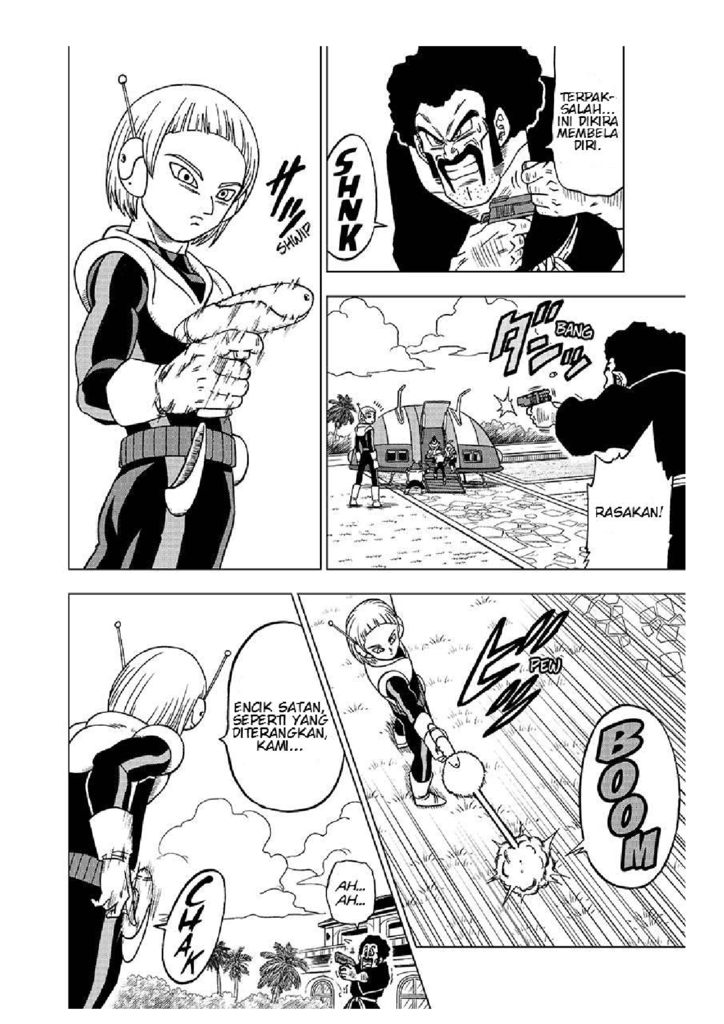 TERPAK-
SALAH...
INI DIKIRA
MEMBELA
DIRI.
SHNK
SHWIP
BANG
RASAKAN!
PEW
BOOM
ENCIK SATAN,
SEPERTI YANG
DITERANGKAN,
KAMI...
CHAK
AH...
AH...